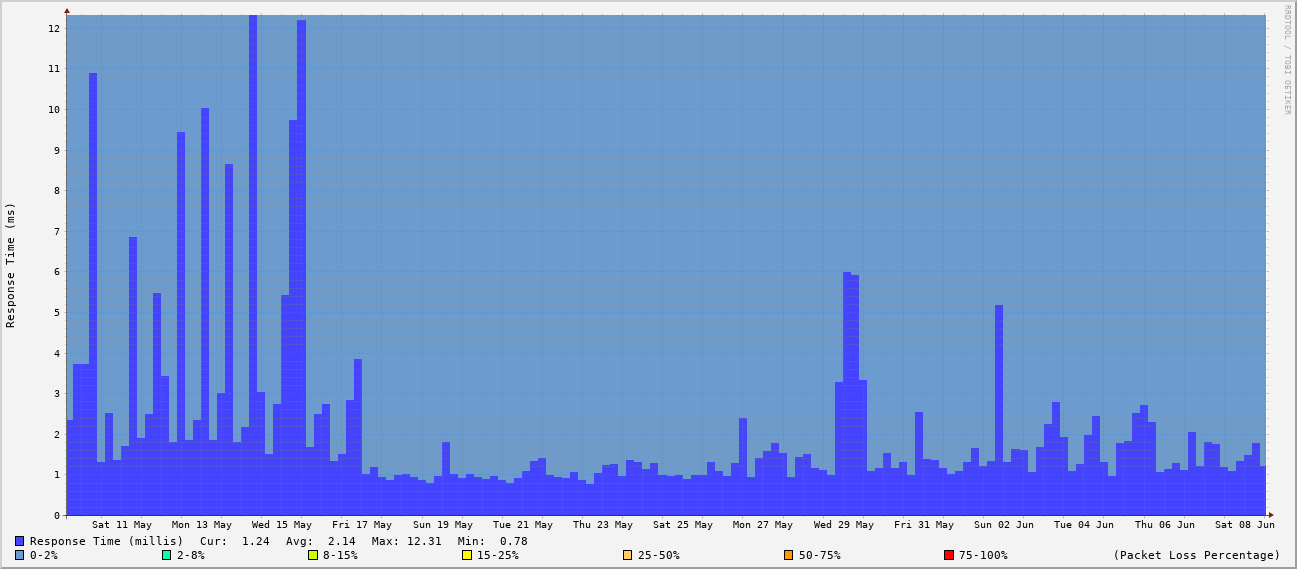 RRDTOOL / TOBI OETIKER
Response Time (ms)
12
11
10
9
8
7
6
5
4
3
2
1
0
Sat 11 May Mon 13 May Wed 15 May Fri 17 May Sun 19 May Tue 21 May Thu 23 May Sat 25 May Mon 27 May Wed 29 May Fri 31 May Sun 02 Jun Tue 04 Jun Thu 06 Jun Sat 08 Jun
Response Time (millis) Cur: 1.24 Avg: 2.14 Max: 12.31 Min: 0.78
0-2% 2-8% 8-15% 15-25% 25-50% 50-75% 75-100% (Packet Loss Percentage)